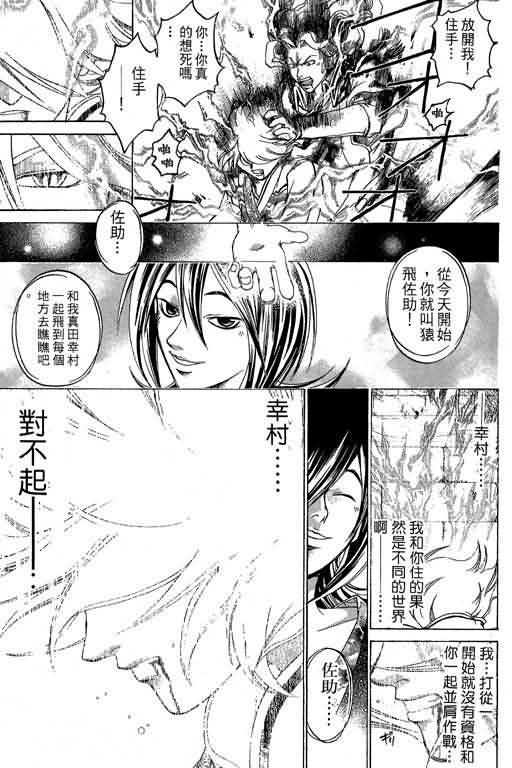 放開我！
住手…
你…你真
的想死嗎
住手
——！
嗶
嗶
佐助…
從今天開始
，你就叫猿
飛佐助！
和我真田幸村
一起飛到每個
地方去瞧瞧吧
幸村……
我和你住的果
然是不同的世界
啊……
我…打從一
開始就沒有資格和
你一起並肩作戰…
佐助……
幸村……
對不起——…